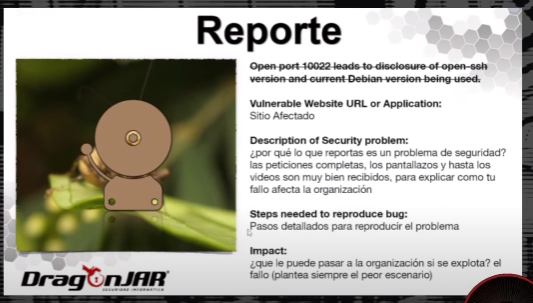 Reporte
Open port 10022 leads to disclosure of open-ssh
version and current Debian version being used.
Vulnerable Website URL or Application:
Sitio Afectado
Description of Security problem:
¿por qué lo que reportas es un problema de seguridad?
las peticiones completas, los pantallazos y hasta los
videos son muy bien recibidos, para explicar como tu
fallo afecta la organización
Steps needed to reproduce bug:
Pasos detallados para reproducir el problema
Impact:
¿que le puede pasar a la organización si se explota? el
fallo (plantea siempre el peor escenario)
DragonJAR
SEGURIDAD INFORMÁTICA